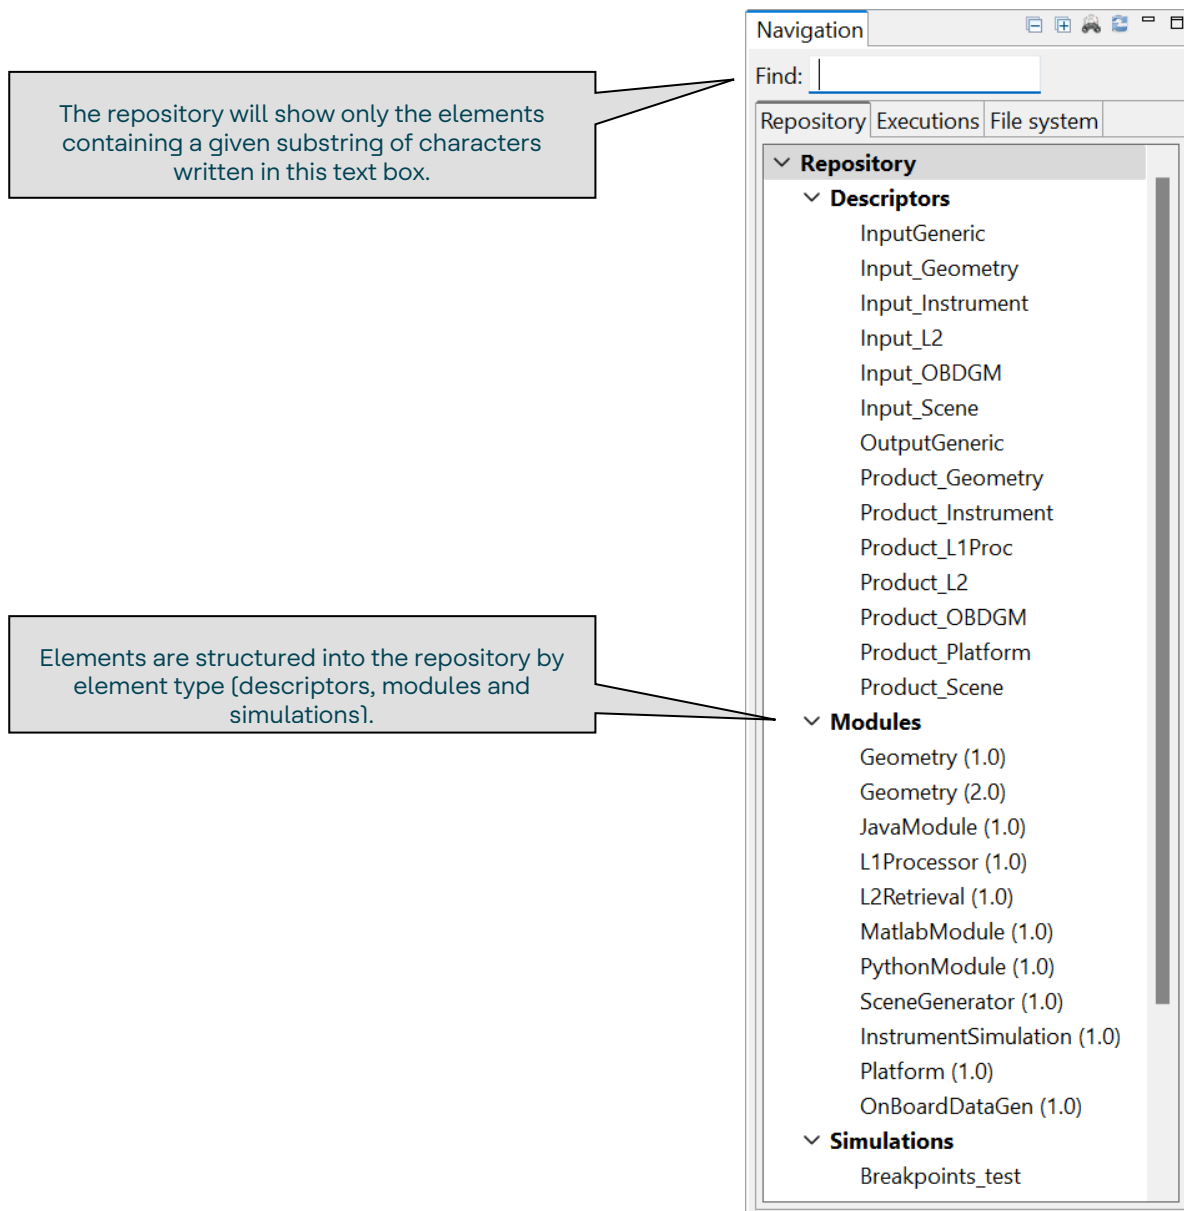 Navigation
Find:
The repository will show only the elements
containing a given substring of characters
written in this text box.
Repository Executions File system
Repository
Descriptors
InputGeneric
Input_Geometry
Input_Instrument
Input_L2
Input_OBDGM
Input_Scene
OutputGeneric
Product_Geometry
Product_Instrument
Product_L1Proc
Product_L2
Product_OBDGM
Product_Platform
Product_Scene
Elements are structured into the repository by
element type (descriptors, modules and
simulations).
Modules
Geometry (1.0)
Geometry (2.0)
JavaModule (1.0)
L1Processor (1.0)
L2Retrieval (1.0)
MatlabModule (1.0)
PythonModule (1.0)
SceneGenerator (1.0)
InstrumentSimulation (1.0)
Platform (1.0)
OnBoardDataGen (1.0)
Simulations
Breakpoints_test